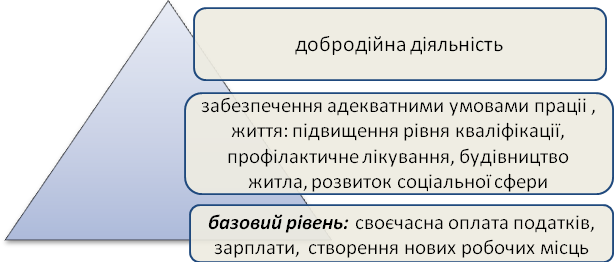 добродійна діяльність
забезпечення адекватними умовами праціі ,
життя: підвищення рівня кваліфікації,
профілактичне лікування, будівництво
житла, розвиток соціальної сфери
базовий рівень: своєчасна оплата податків,
зарплати, створення нових робочих місць